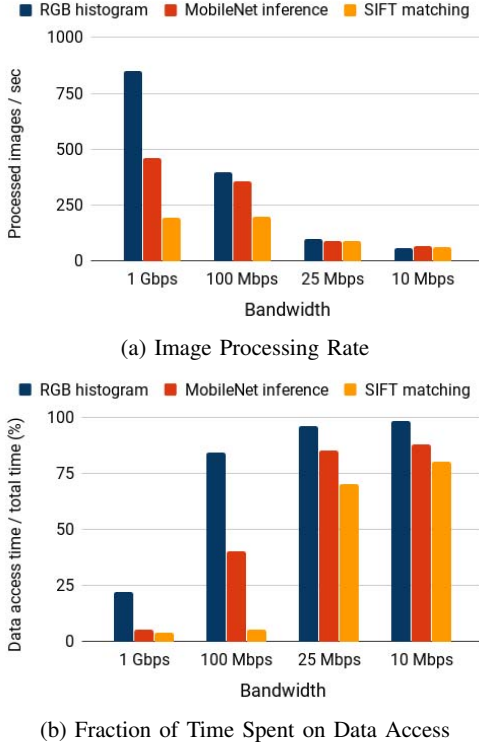 RGB histogram MobileNet inference SIFT matching
1000
750
500
250
0
Processed images / sec
1 Gbps 100 Mbps 25 Mbps 10 Mbps
Bandwidth
(a) Image Processing Rate
RGB histogram MobileNet inference SIFT matching
100
75
50
25
0
Data access time / total time (%)
1 Gbps 100 Mbps 25 Mbps 10 Mbps
Bandwidth
(b) Fraction of Time Spent on Data Access